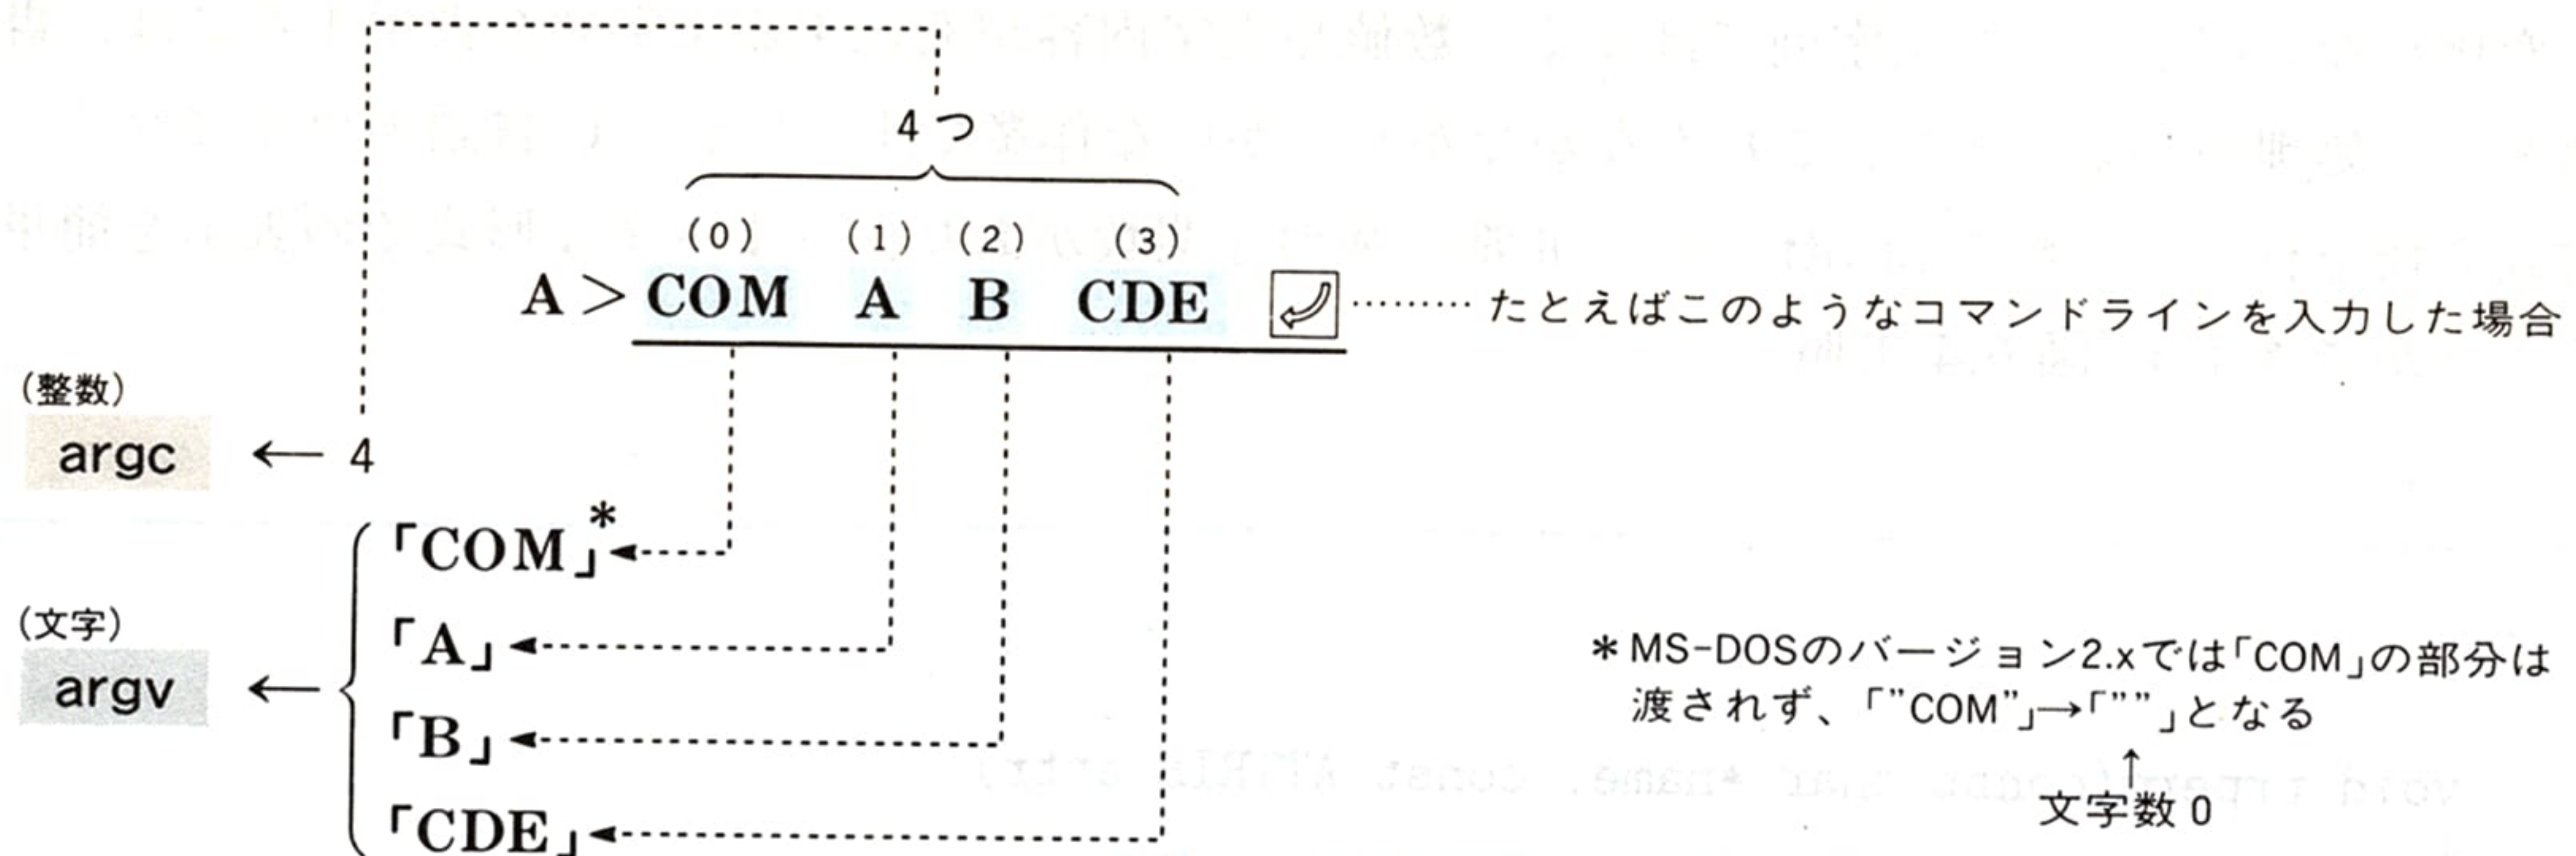 4つ
(0) (1) (2) (3)
A>COM A B CDE ………たとえばこのようなコマンドラインを入力した場合
(整数)
argc ← 4
「COM」*
「A」
(文字)
argv ←
「B」
「CDE」
*MS-DOSのバージョン2.xでは「COM」の部分は
渡されず、「"COM"」→「""」となる
↑
文字数0